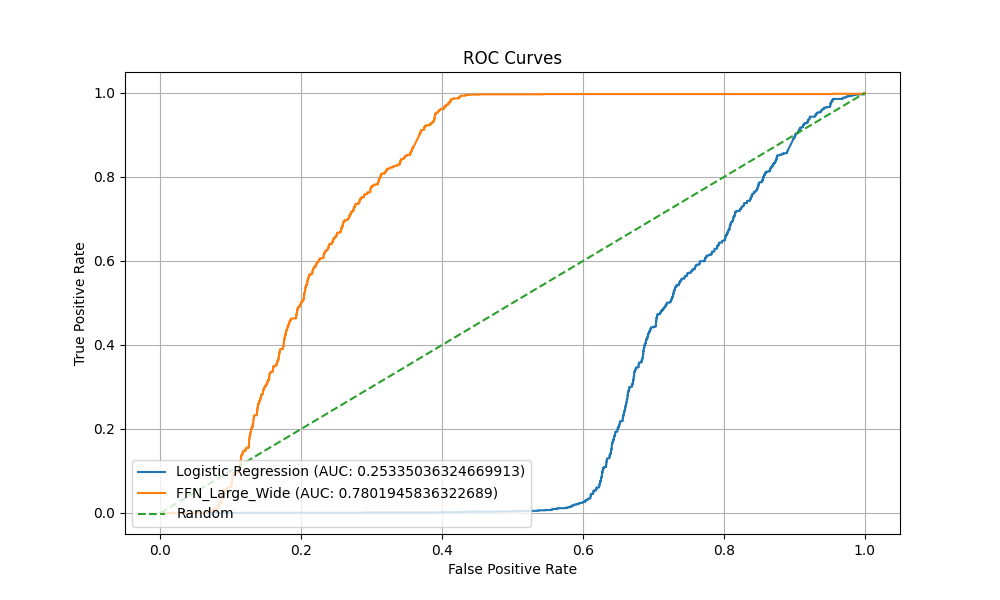 ROC Curves
True Positive Rate
1.0
0.8
0.6
0.4
0.2
0.0
Logistic Regression (AUC: 0.25335036324669913)
FFN_Large_Wide (AUC: 0.7801945836322689)
Random
0.0 0.2 0.4 0.6 0.8 1.0
False Positive Rate